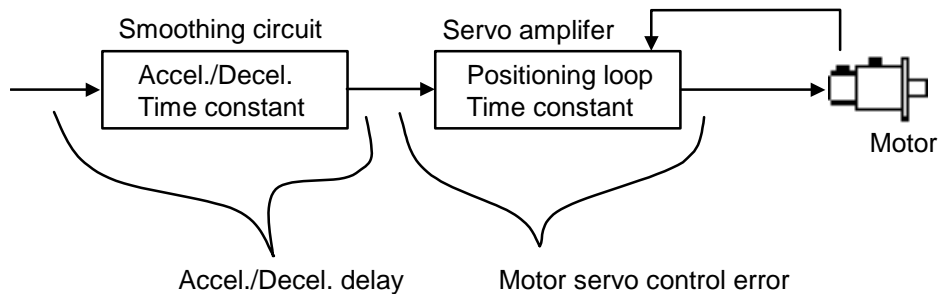 Smoothing circuit
Accel./Decel.
Time constant
Servo amplifer
Positioning loop
Time constant
Motor
Accel./Decel. delay
Motor servo control error